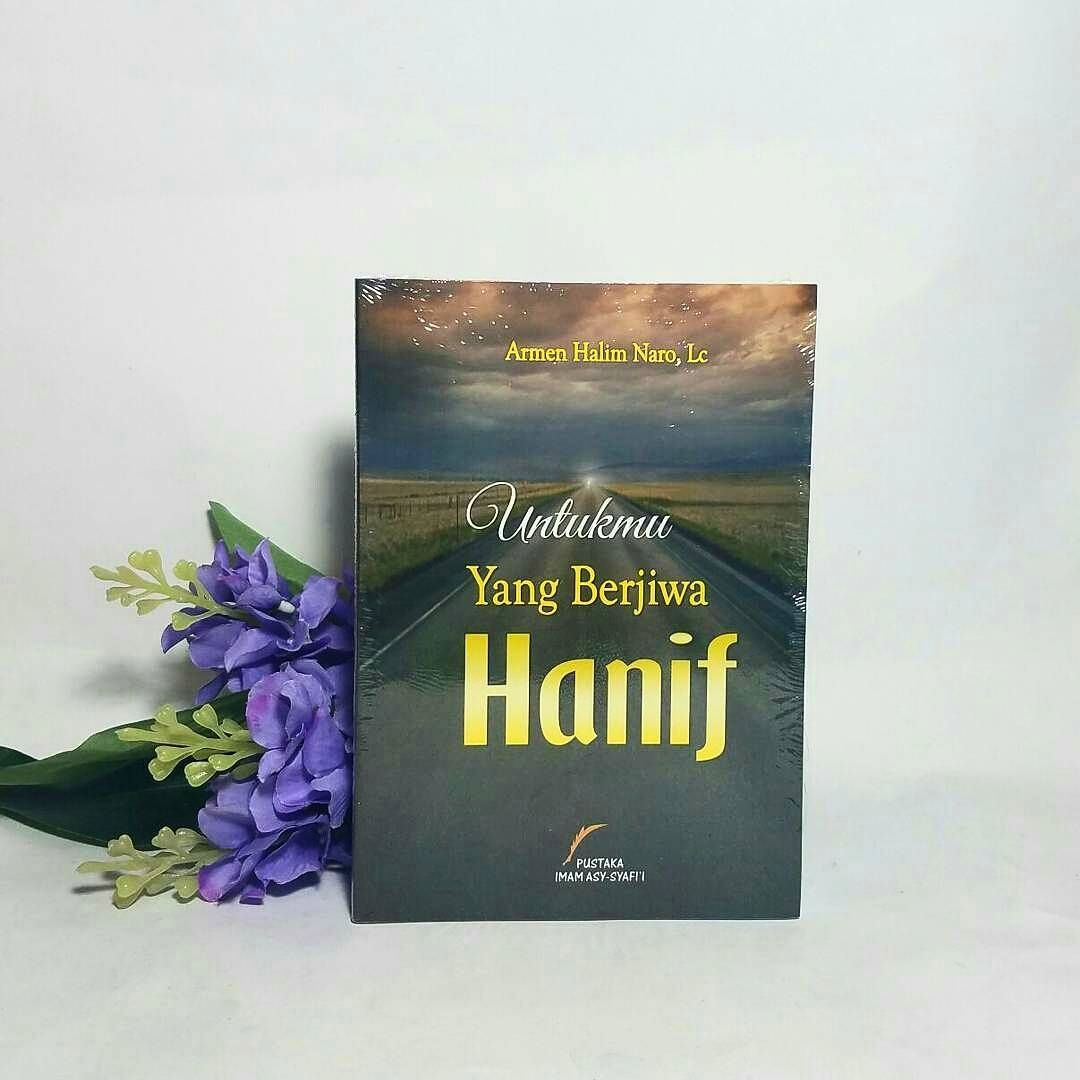 Armen Halim Naro, Lc
Untukmu
Yang Berjiwa
Hanif
PUSTAKA
IMAM ASY-SYAFI'I